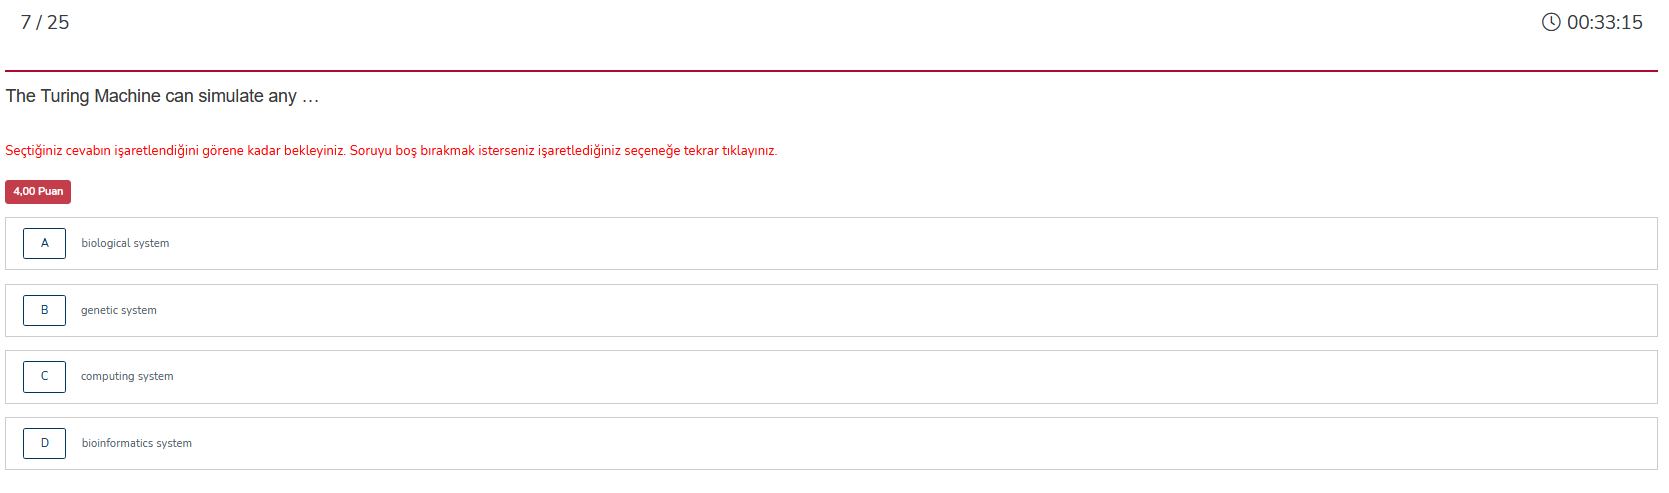 7 / 25
00:33:15
The Turing Machine can simulate any …
Seçtiğiniz cevabın işaretlendiğini görene kadar bekleyiniz. Soruyu boş bırakmak isterseniz işaretlediğiniz seçeneğe tekrar tıklayınız.
4,00 Puan
A biological system
B genetic system
C computing system
D bioinformatics system